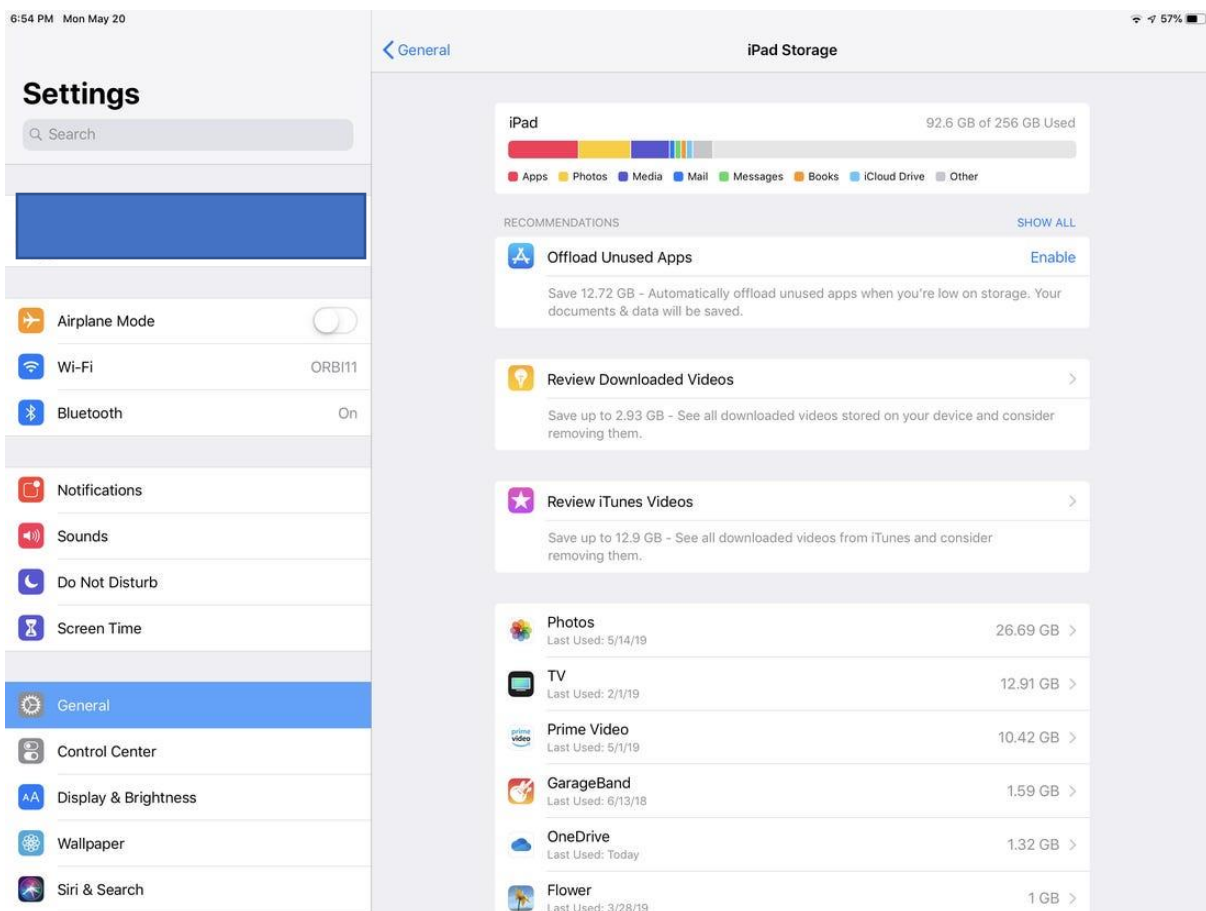 6:54 PM Mon May 20
57%
Settings
Search
Airplane Mode
Wi-Fi ORBI11
Bluetooth On
Notifications
Sounds
Do Not Disturb
Screen Time
General
Control Center
AA Display & Brightness
Wallpaper
Siri & Search
General
iPad Storage
iPad 92.6 GB of 256 GB Used
Apps Photos Media Mail Messages Books iCloud Drive Other
RECOMMENDATIONS SHOW ALL
Offload Unused Apps Enable
Save 12.72 GB - Automatically offload unused apps when you're low on storage. Your
documents & data will be saved.
Review Downloaded Videos
Save up to 2.93 GB - See all downloaded videos stored on your device and consider
removing them.
Review iTunes Videos
Save up to 12.9 GB - See all downloaded videos from iTunes and consider
removing them.
Photos 26.69 GB
Last Used: 5/14/19
TV 12.91 GB
Last Used: 2/1/19
prime video
Prime Video 10.42 GB
Last Used: 5/1/19
GarageBand 1.59 GB
Last Used: 6/13/18
OneDrive 1.32 GB
Last Used: Today
Flower 1 GB
Last Used: 3/28/19